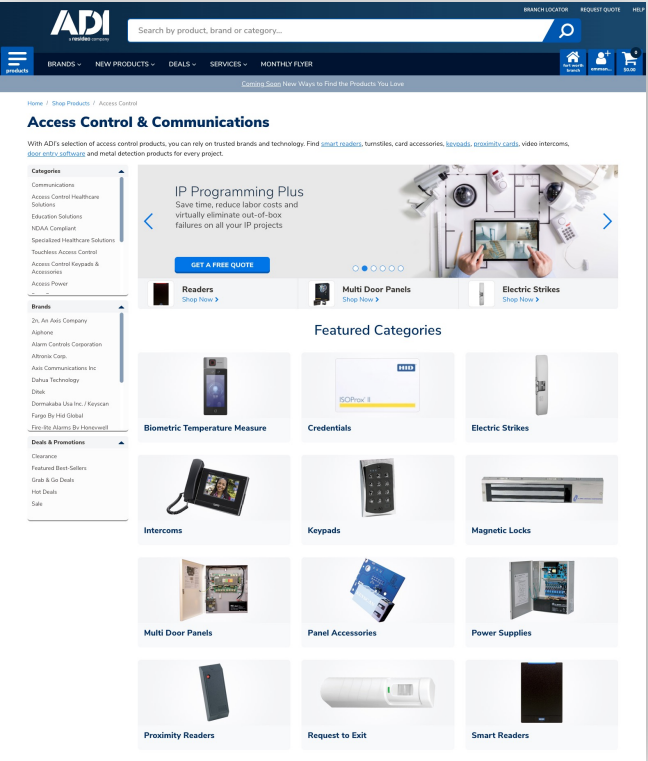 BRANCH LOCATOR REQUEST QUOTE HELP
ADI
a resideo company
Search by product, brand or category...
products
BRANDS NEW PRODUCTS DEALS SERVICES MONTHLY FLYER
fort worth
branch
emman...
0
$0.00
Coming Soon New Ways to Find the Products You Love
Home / Shop Products / Access Control
Access Control & Communications
With ADI's selection of access control products, you can rely on trusted brands and technology. Find smart readers, turnstiles, card accessories, keypads, proximity cards, video intercoms,
door entry software and metal detection products for every project.
Categories
Communications
Access Control Healthcare
Solutions
Education Solutions
NDAA Compliant
Specialized Healthcare Solutions
Touchless Access Control
Access Control Keypads &
Accessories
Access Power
Brands
2n, An Axis Company
Aiphone
Alarm Controls Corporation
Altronix Corp.
Axis Communications Inc
Dahua Technology
Ditek
Dormakaba Usa Inc. / Keyscan
Fargo By Hid Global
Fire-lite Alarms By Honeywell
Deals & Promotions
Clearance
Featured Best-Sellers
Grab & Go Deals
Hot Deals
Sale
IP Programming Plus
Save time, reduce labor costs and
virtually eliminate out-of-box
failures on all your IP projects
GET A FREE QUOTE
Readers
Shop Now
Multi Door Panels
Shop Now
Electric Strikes
Shop Now
Featured Categories
HID
ISOProx II
Biometric Temperature Measure
Credentials
Electric Strikes
Intercoms
Keypads
Magnetic Locks
Multi Door Panels
Panel Accessories
Power Supplies
Proximity Readers
Request to Exit
Smart Readers